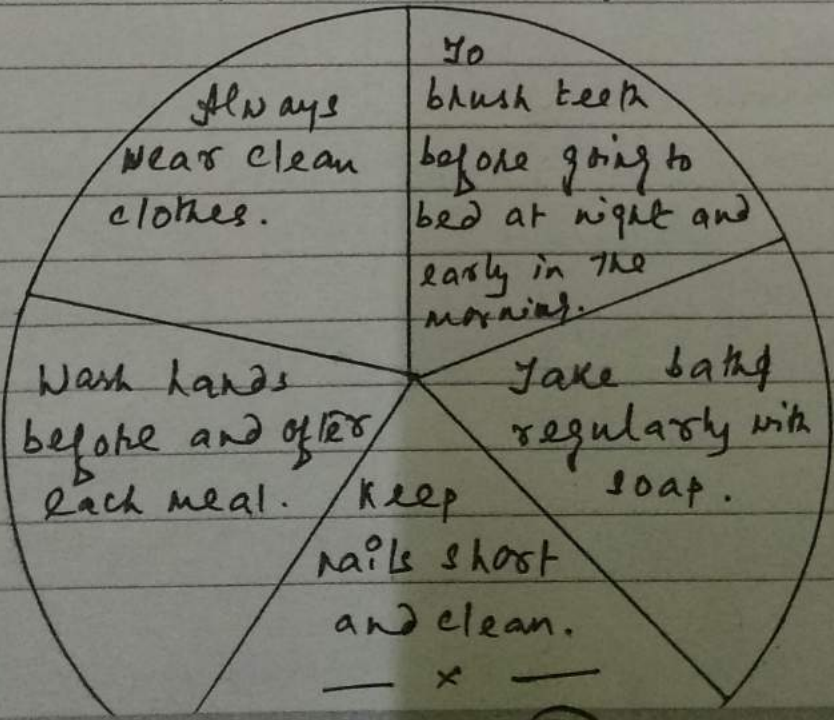 To
brush teeth
before going to
bed at night and
early in the
morning.
Take bath
regularly with
soap.
Keep
nails short
and clean.
— x —
Wash hands
before and after
each meal.
Always
wear clean
clothes.